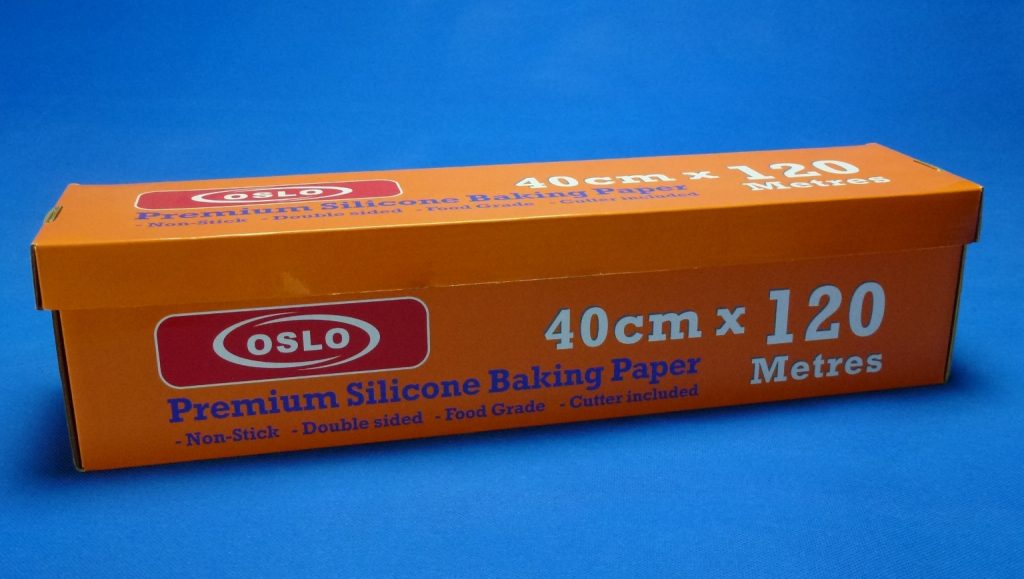 OSLO
40cm x 120
Metres
Premium Silicone Baking Paper
- Non-Stick - Double sided - Food Grade - Cutter included
OSLO
40cm x 120
Metres
Premium Silicone Baking Paper
- Non-Stick - Double sided - Food Grade - Cutter included